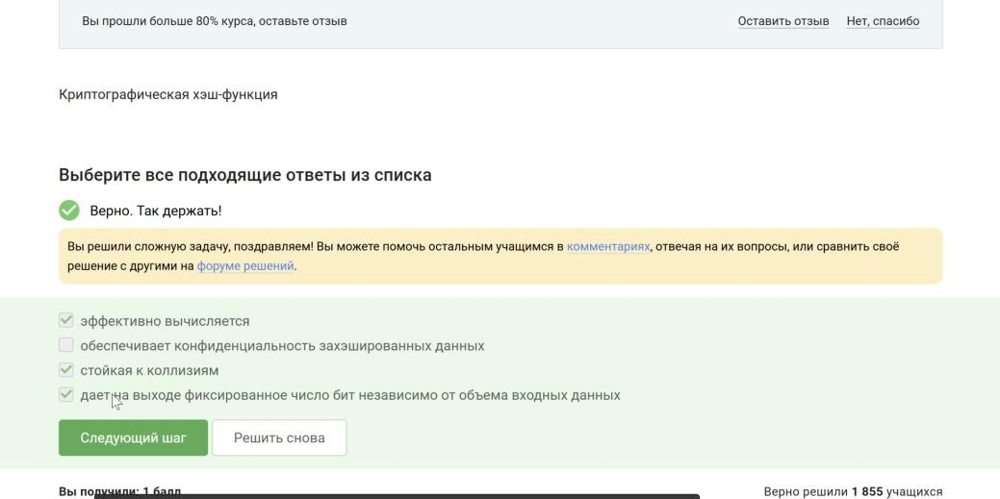 Вы прошли больше 80% курса, оставьте отзыв Оставить отзыв Нет, спасибо
Криптографическая хэш-функция
Выберите все подходящие ответы из списка
Верно. Так держать!
Вы решили сложную задачу, поздравляем! Вы можете помочь остальным учащимся в комментариях, отвечая на их вопросы, или сравнить своё
решение с другими на форуме решений.
эффективно вычисляется
обеспечивает конфиденциальность захэшированных данных
стойкая к коллизиям
дает на выходе фиксированное число бит независимо от объема входных данных
Следующий шаг Решить снова
Вы получили: 1 балл Верно решили 1 855 учащихся